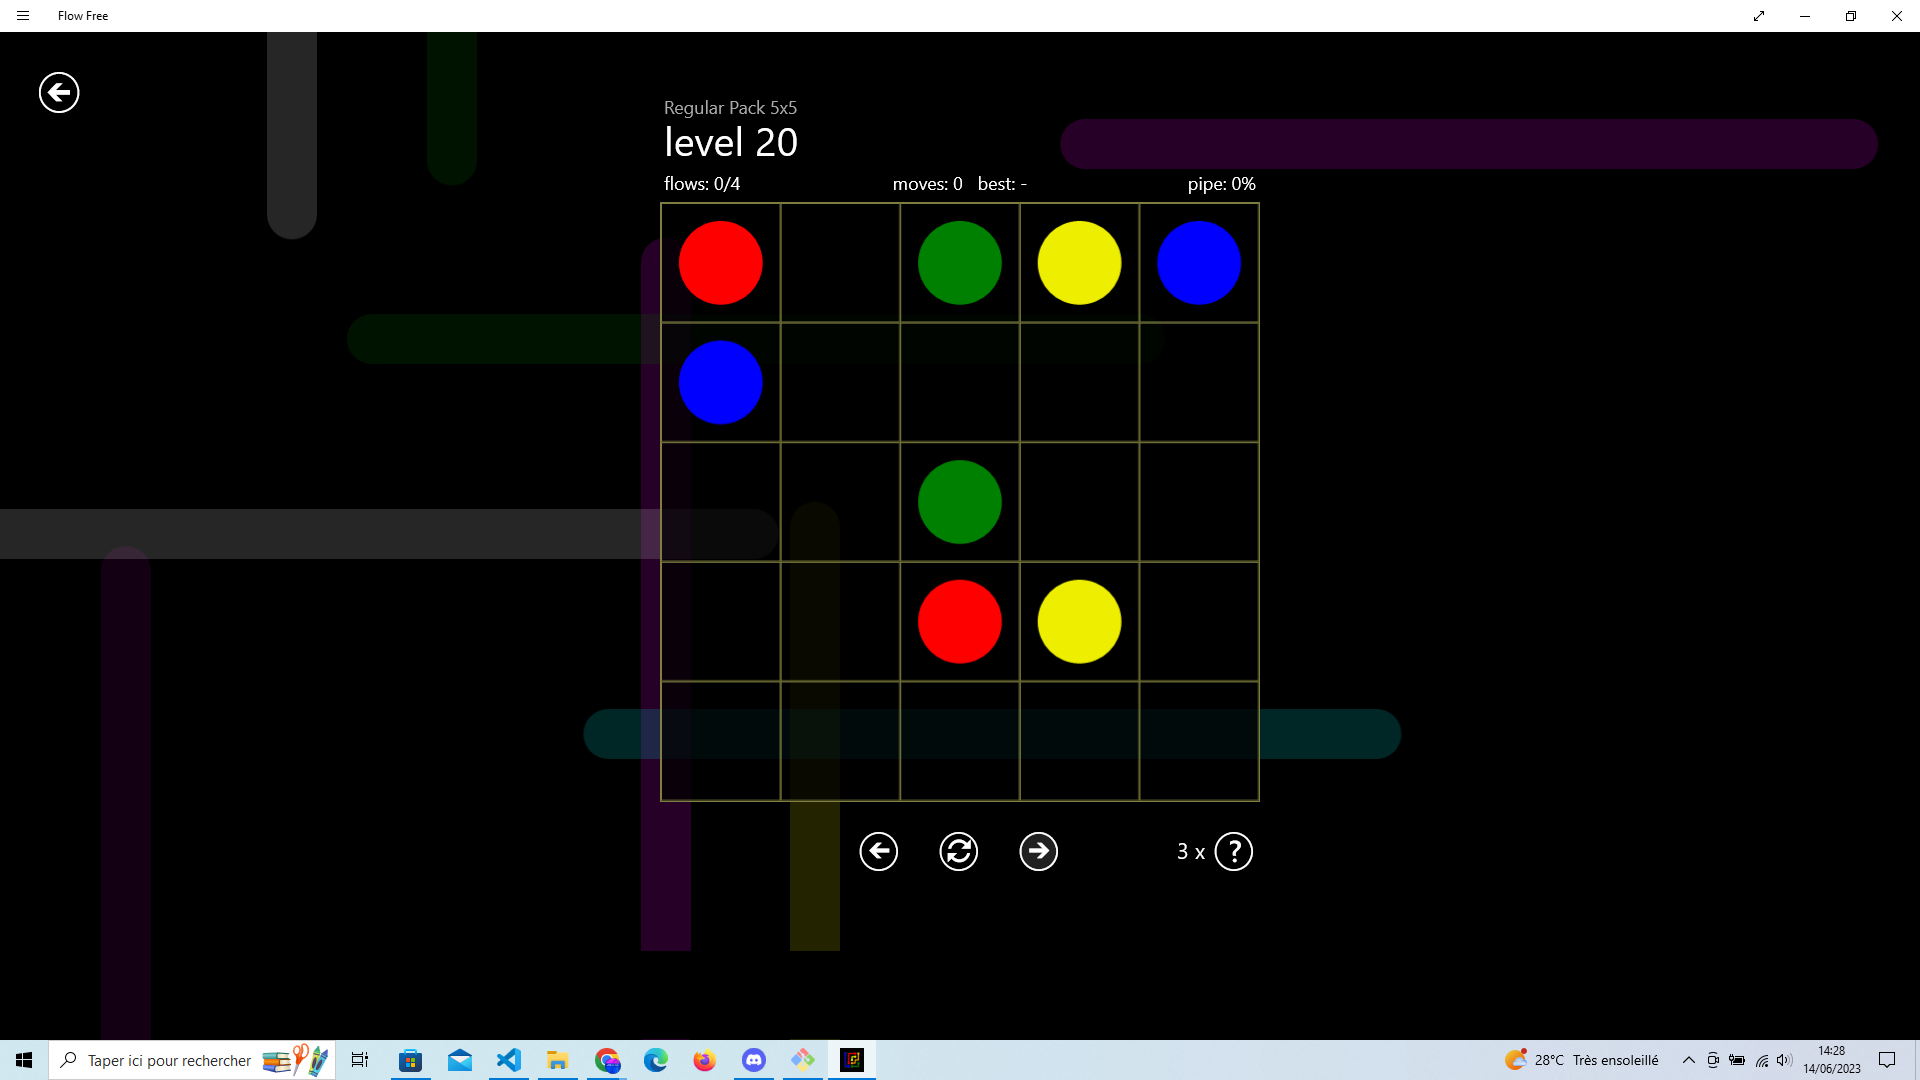 Flow Free
Regular Pack 5x5
level 20
flows: 0/4 moves: 0 best: - pipe: 0%
3 x ?
Taper ici pour rechercher
28°C Très ensoleillé
14:28
14/06/2023